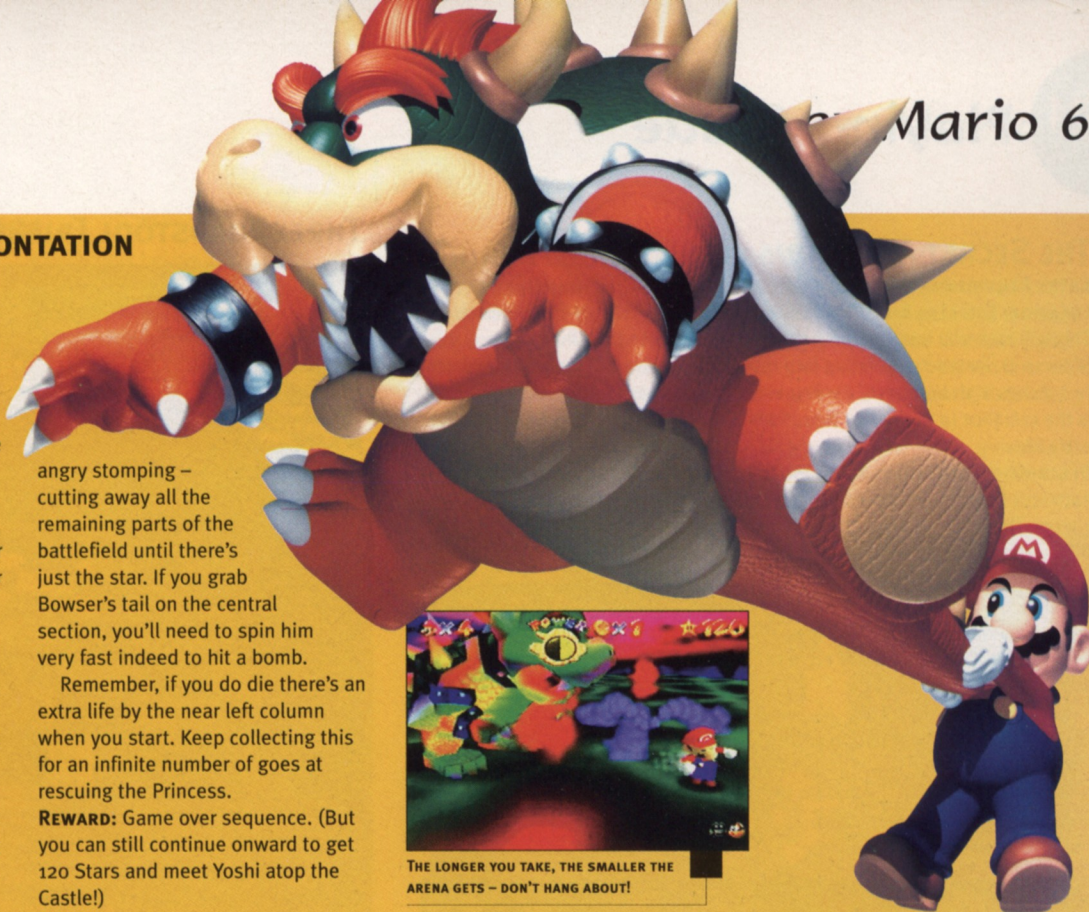 Mario 6
ONTATION
angry stomping –
cutting away all the
remaining parts of the
battlefield until there's
just the star. If you grab
Bowser's tail on the central
section, you'll need to spin him
very fast indeed to hit a bomb.
Remember, if you do die there's an
extra life by the near left column
when you start. Keep collecting this
for an infinite number of goes at
rescuing the Princess.
REWARD: Game over sequence. (But
you can still continue onward to get
120 Stars and meet Yoshi atop the
Castle!)
POWER
×4 ×1 ★120
THE LONGER YOU TAKE, THE SMALLER THE
ARENA GETS – DON'T HANG ABOUT!
M